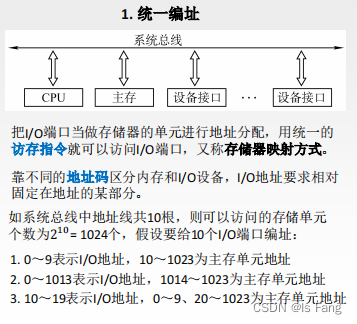 1. 统一编址
系统总线
CPU 主存 设备接口 … 设备接口
把I/O端口当做存储器的单元进行地址分配，用统一的
访存指令就可以访问I/O端口，又称存储器映射方式。
靠不同的地址码区分内存和I/O设备，I/O地址要求相对
固定在地址的某部分。
如系统总线中地址线共10根，则可以访问的存储单元
个数为2¹⁰= 1024个，假设要给10个I/O端口编址：
1. 0～9表示I/O地址，10～1023为主存单元地址
2. 0～1013表示I/O地址，1014～1023为主存单元地址
3. 10～19表示I/O地址，0～9、20～1023为主存单元地址
CSDN @ls Fang